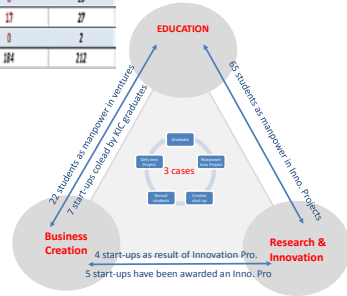 17 27
0 2
184 212
EDUCATION
22 students as manpower in ventures
7 start-ups colead by KIC graduates
65 students as manpower in Inno. Projects
Graduate
Manpower Inno Project
Creates start-up
Recruit students
Gets Inno Project
3 cases
Business
Creation
Research &
Innovation
4 start-ups as result of Innovation Pro.
5 start-ups have been awarded an Inno. Pro